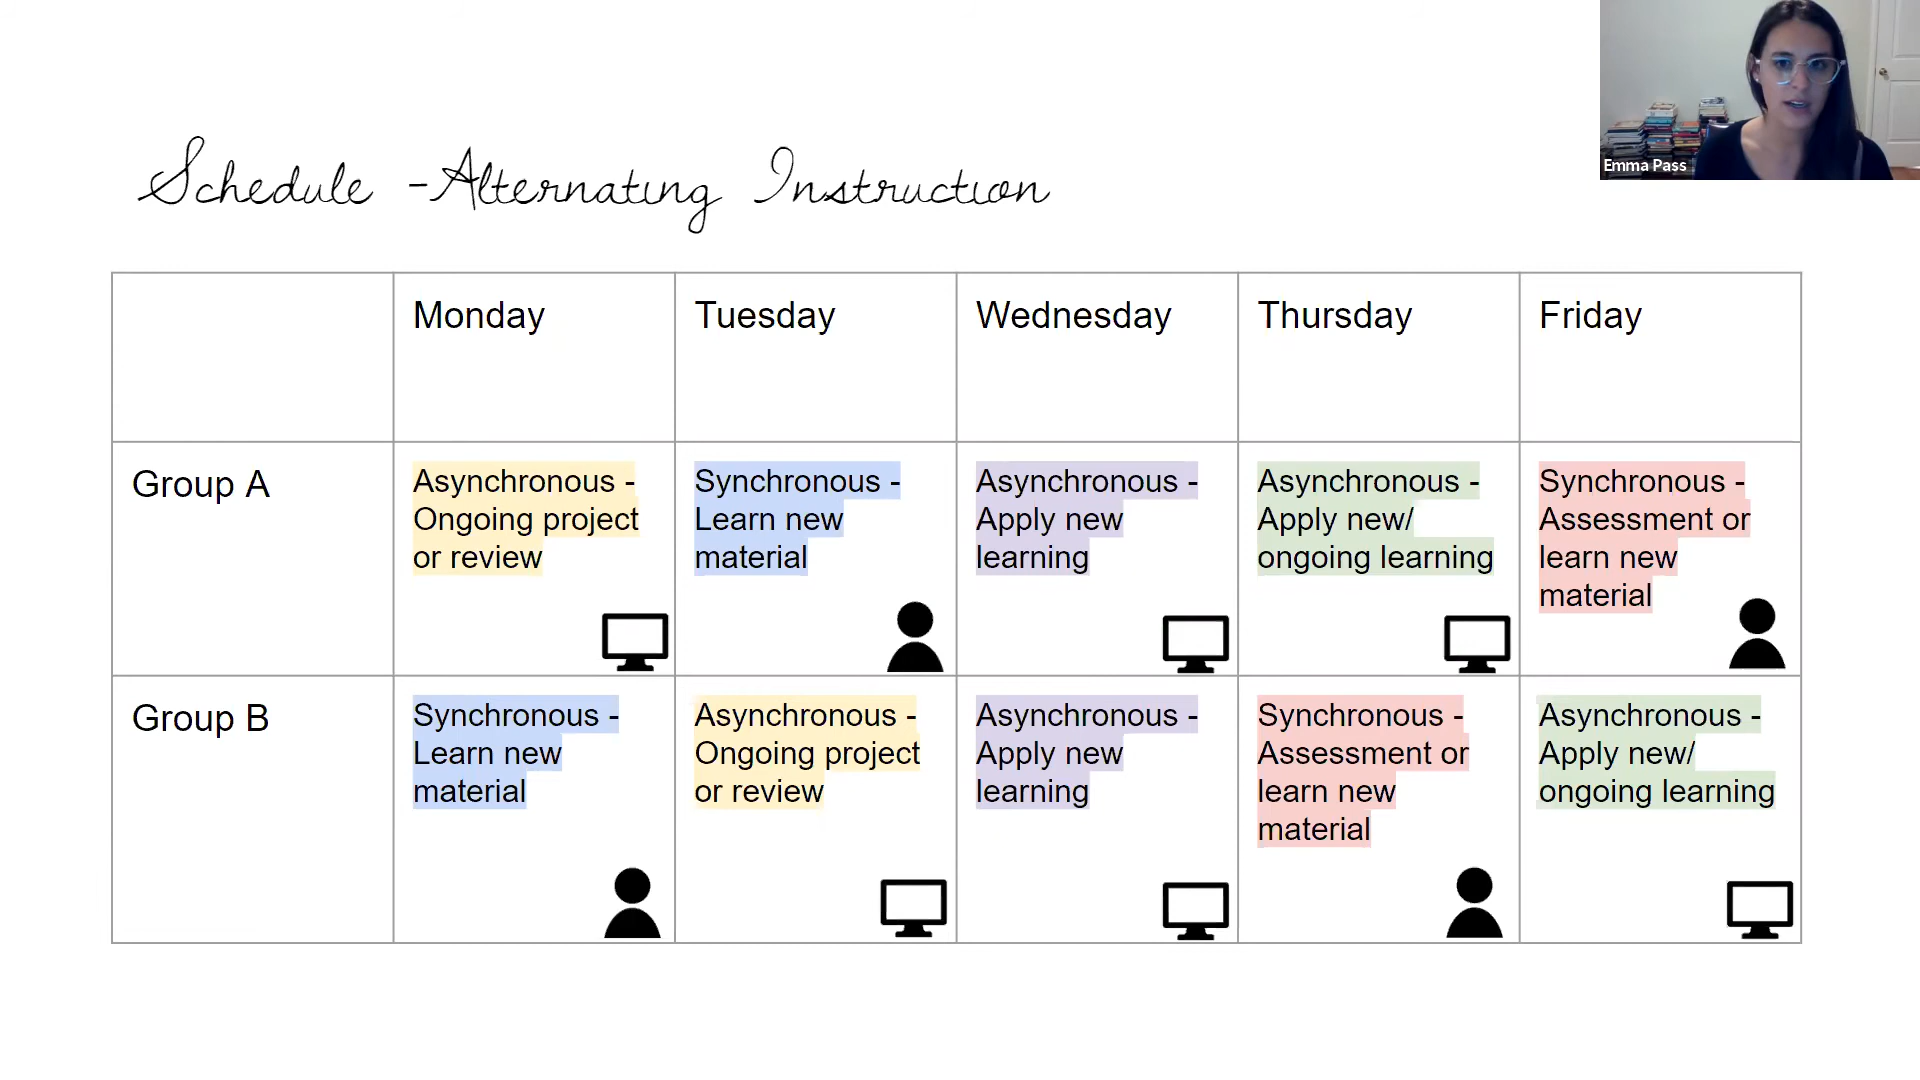 Emma Pass
Schedule - Alternating Instruction
Monday
Tuesday
Wednesday
Thursday
Friday
Group A
Asynchronous -
Ongoing project
or review
Synchronous -
Learn new
material
Asynchronous -
Apply new
learning
Asynchronous -
Apply new/
ongoing learning
Synchronous -
Assessment or
learn new
material
Group B
Synchronous -
Learn new
material
Asynchronous -
Ongoing project
or review
Asynchronous -
Apply new
learning
Synchronous -
Assessment or
learn new
material
Asynchronous -
Apply new/
ongoing learning